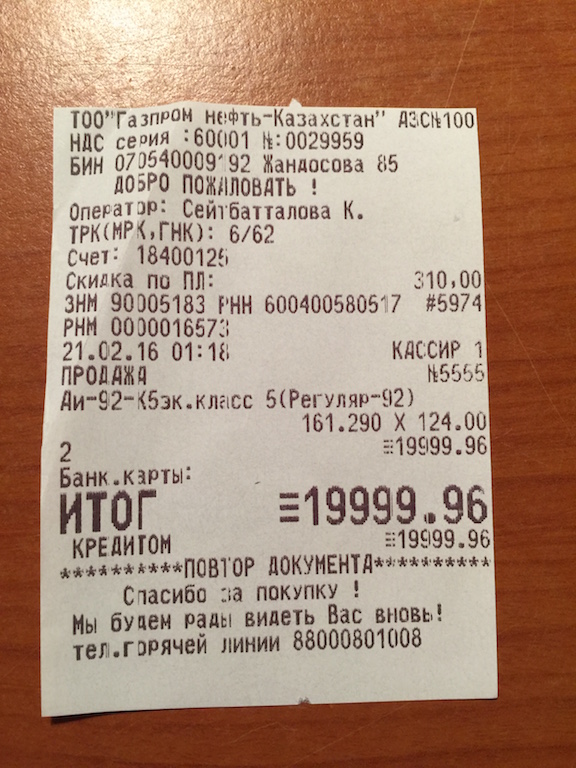 ТОО"Газпром нефть-Казахстан" АЗС№100
НДС серия :60001 №:0029959
БИН 070540009192 Жандосова 85
ДОБРО ПОЖАЛОВАТЬ !
Оператор: Сейтбатталова К.
ТРК(МРК,ГНК): 6/62
Счет: 18400125
Скидка по ПЛ: 310,00
ЗНМ 90005183 РНН 600400580517 #5974
РНМ 0000016573
21.02.16 01:18 КАССИР 1
ПРОДАЖА №5555
Аи-92-К5эк.класс 5(Регуляр-92)
161.290 X 124.00
2 ≡19999.96
Банк.карты:
ИТОГ ≡19999.96
КРЕДИТОМ ≡19999.96
**********ПОВТОР ДОКУМЕНТА**********
Спасибо за покупку !
Мы будем рады видеть Вас вновь!
тел.горячей линии 88000801008